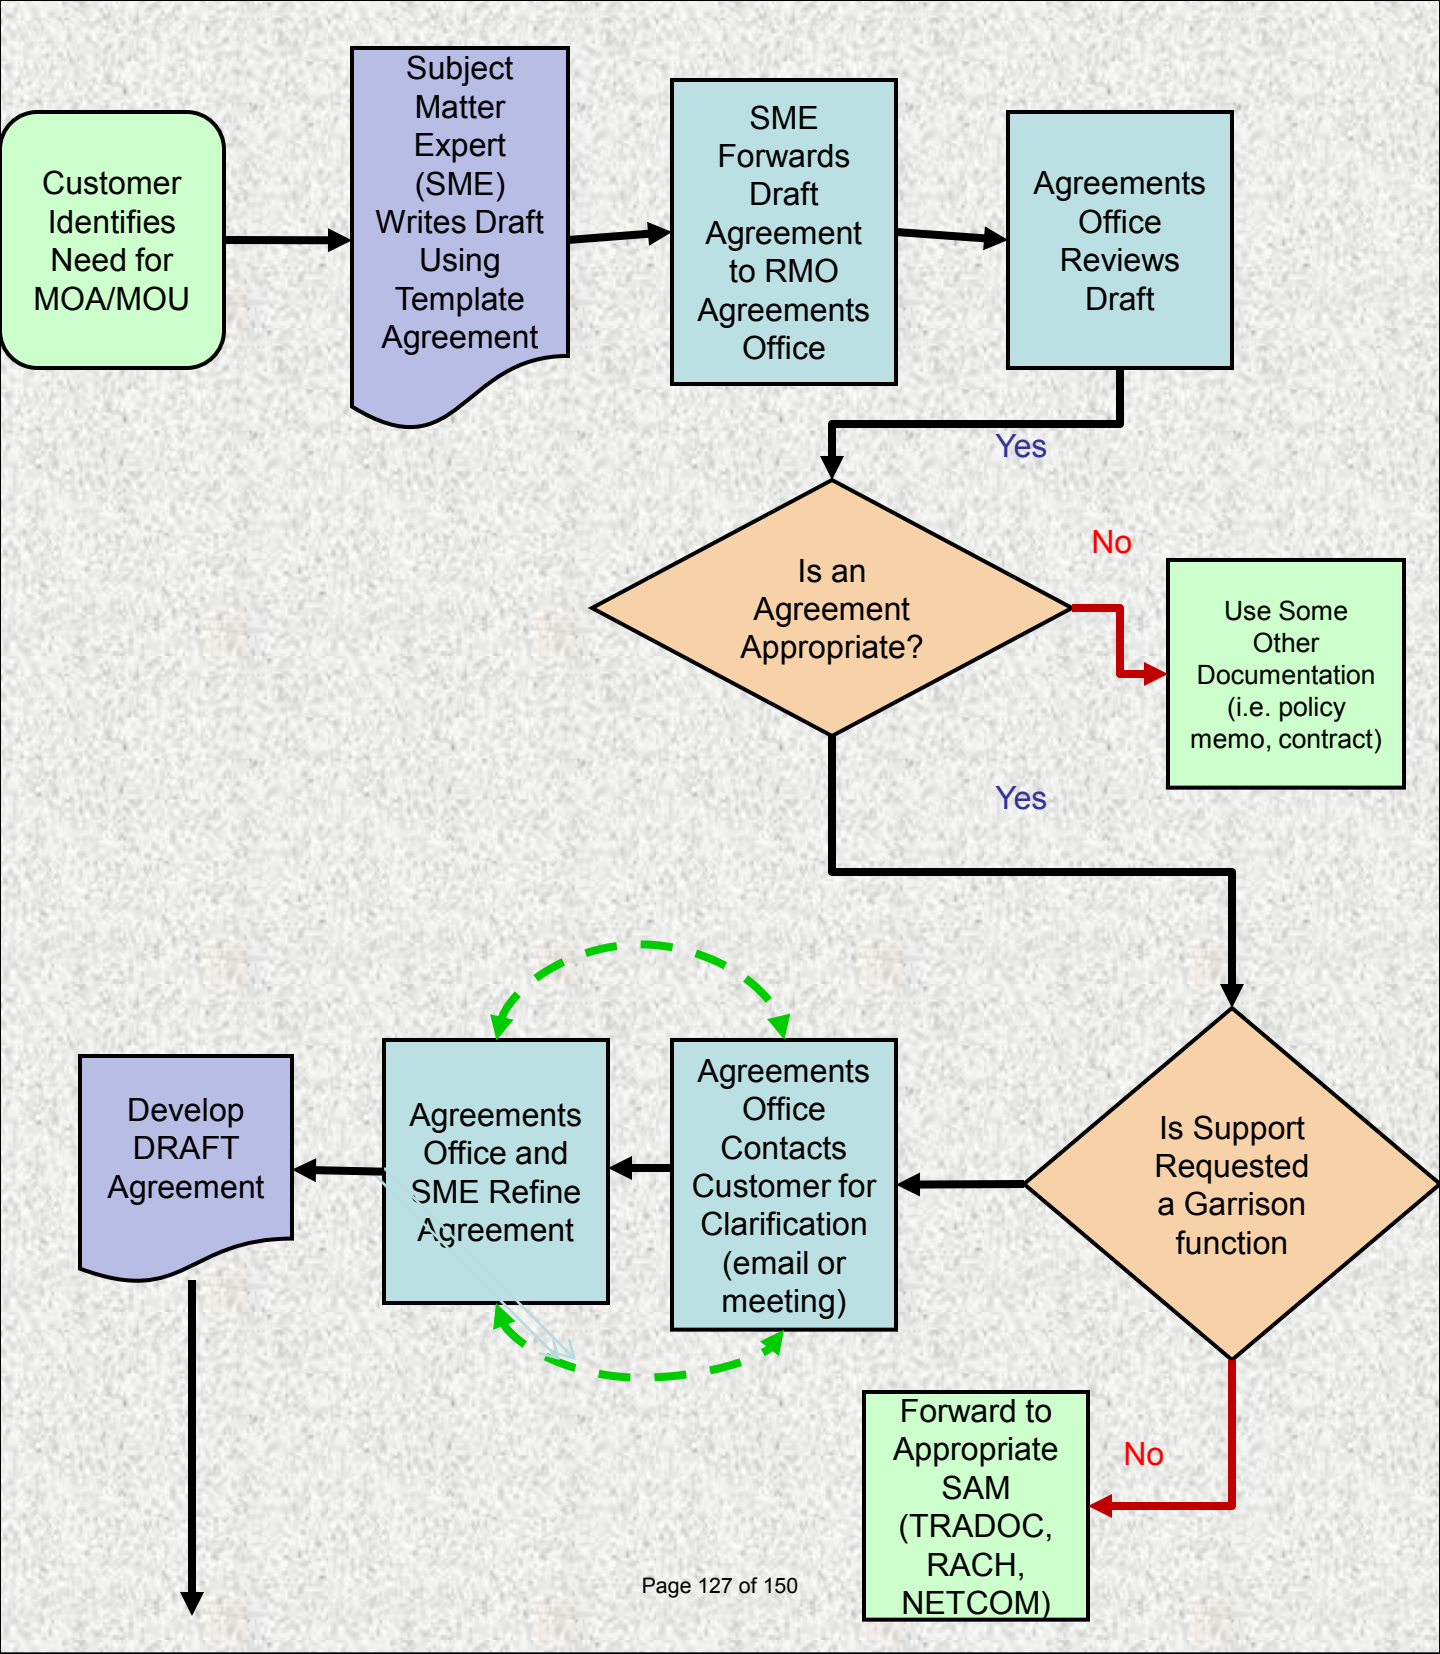 Customer
Identifies
Need for
MOA/MOU
Subject
Matter
Expert
(SME)
Writes Draft
Using
Template
Agreement
SME
Forwards
Draft
Agreement
to RMO
Agreements
Office
Agreements
Office
Reviews
Draft
Yes
Is an
Agreement
Appropriate?
No
Use Some
Other
Documentation
(i.e. policy
memo, contract)
Yes
Is Support
Requested
a Garrison
function
Agreements
Office
Contacts
Customer for
Clarification
(email or
meeting)
Agreements
Office and
SME Refine
Agreement
Develop
DRAFT
Agreement
No
Forward to
Appropriate
SAM
(TRADOC,
RACH,
NETCOM)
Page 127 of 150